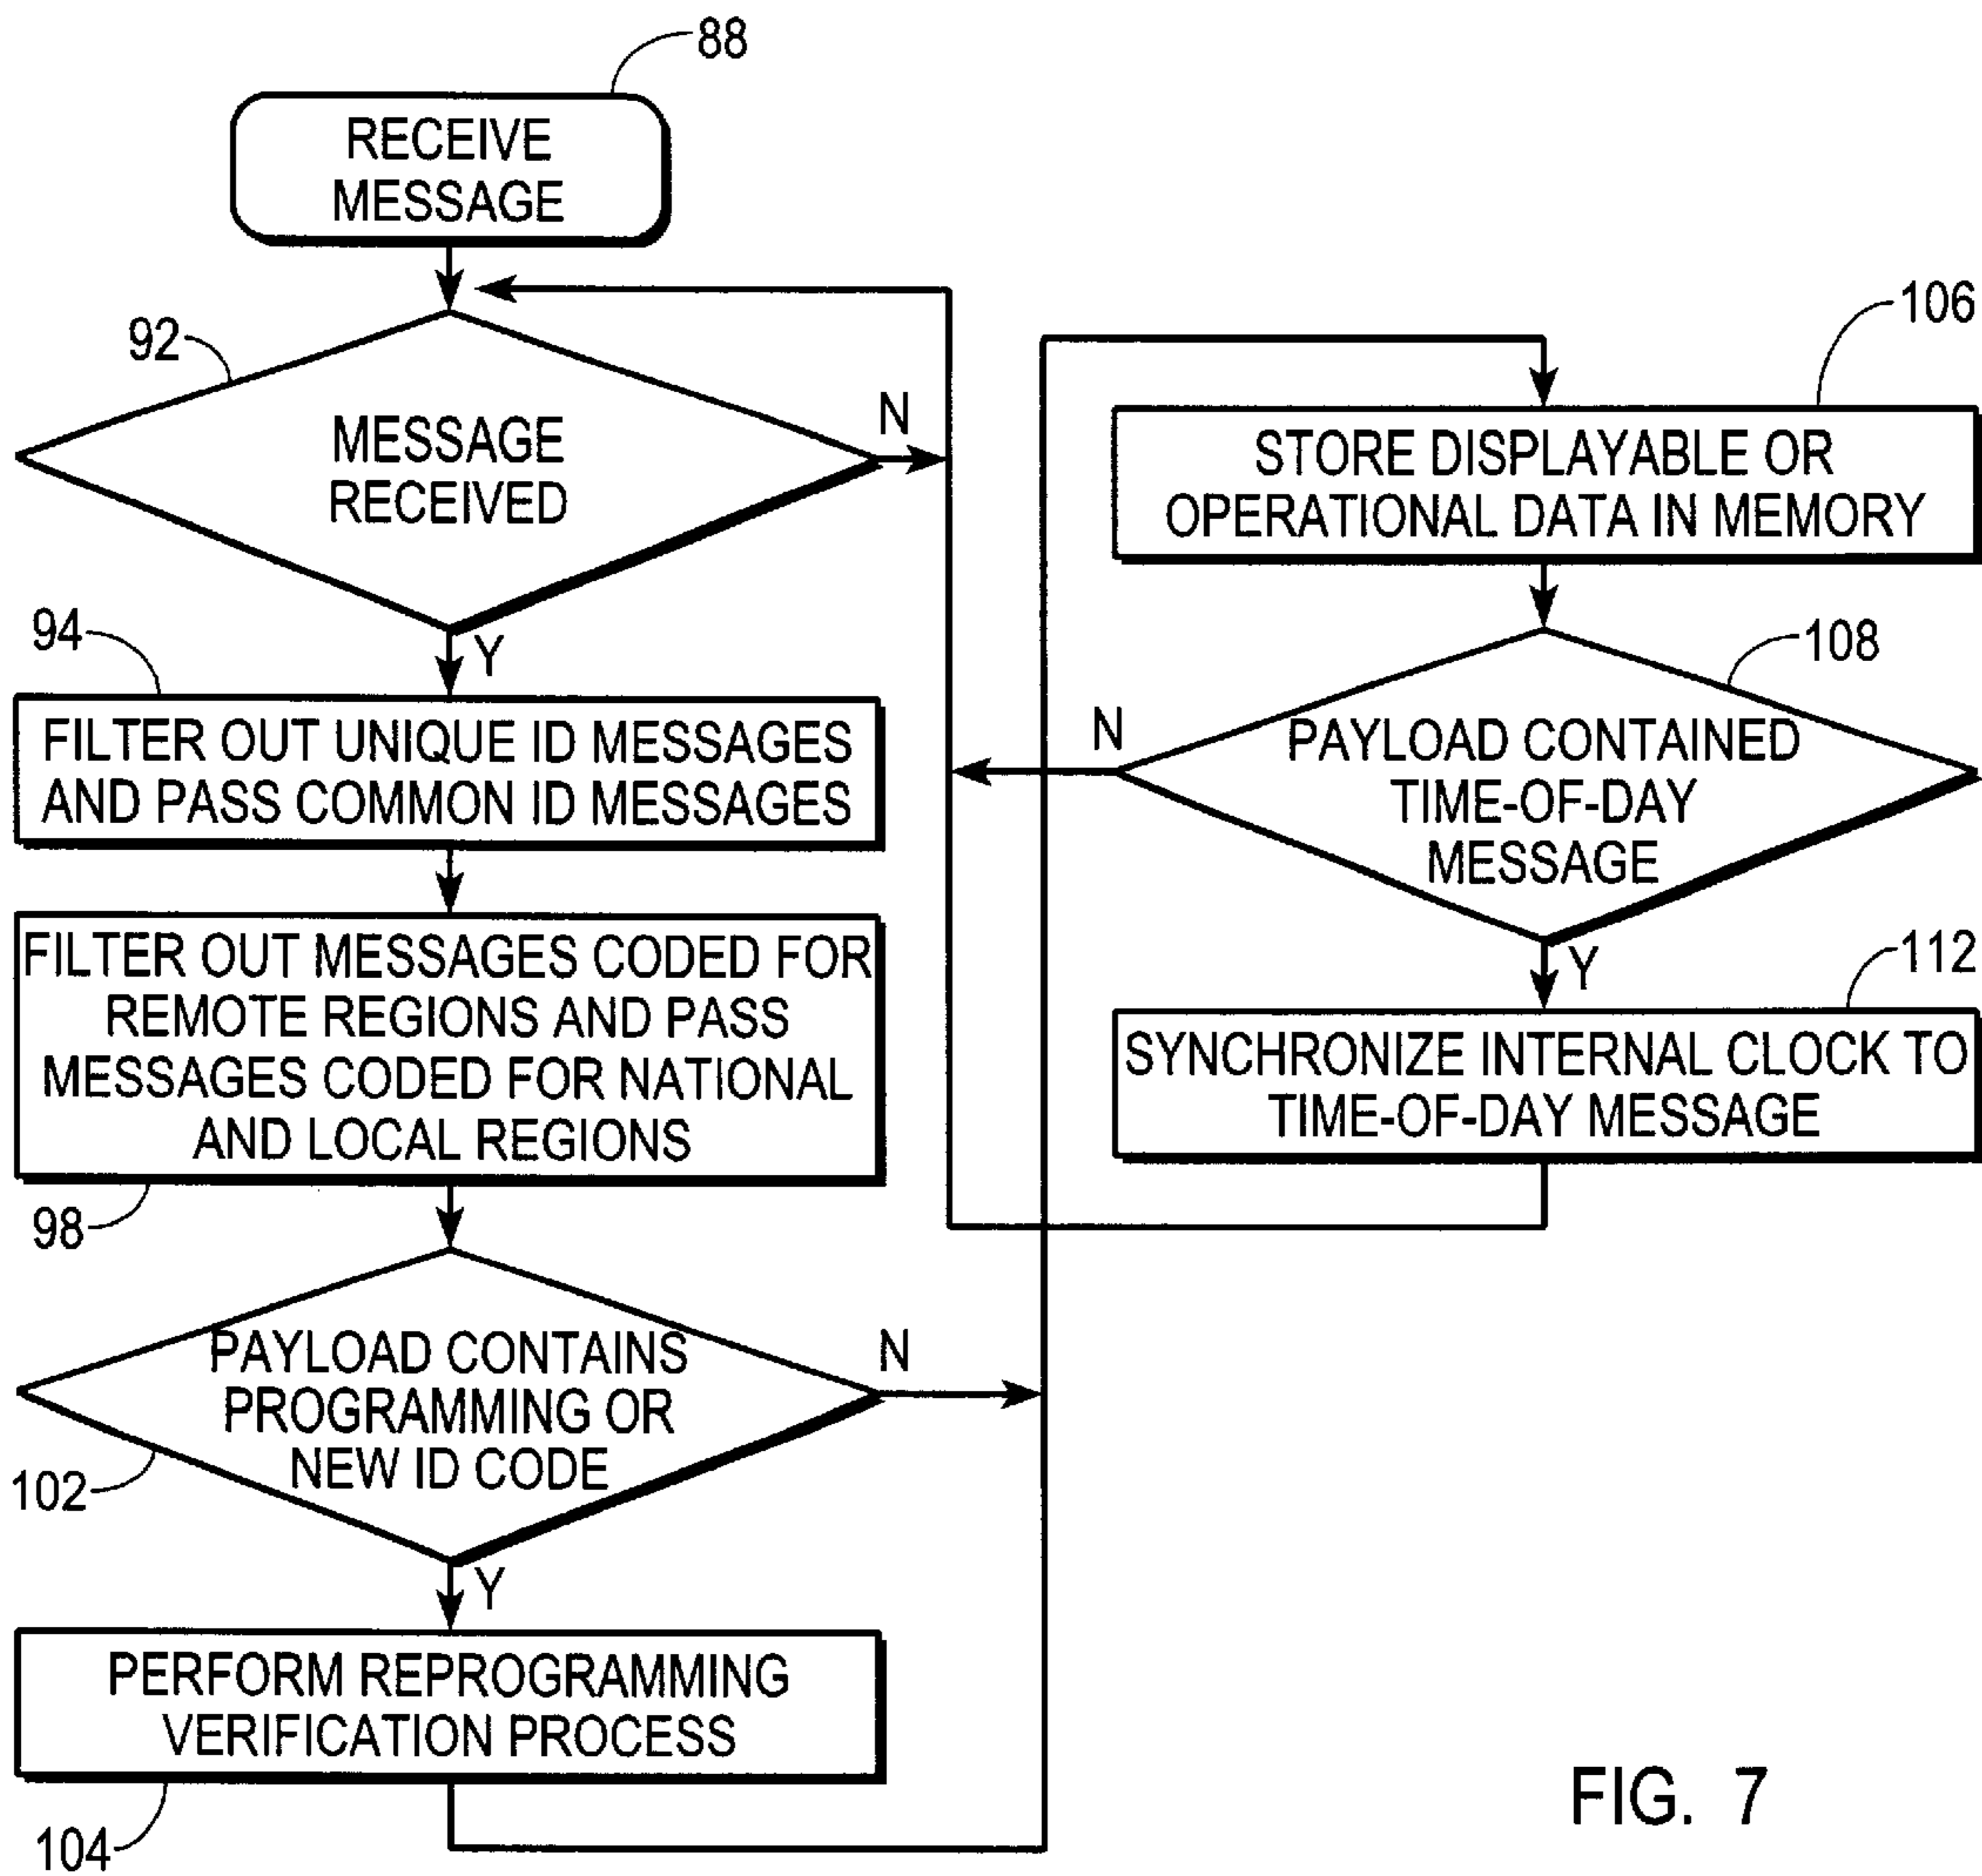 88
RECEIVE
MESSAGE
92
MESSAGE
RECEIVED
N
Y
94
FILTER OUT UNIQUE ID MESSAGES
AND PASS COMMON ID MESSAGES
FILTER OUT MESSAGES CODED FOR
REMOTE REGIONS AND PASS
MESSAGES CODED FOR NATIONAL
AND LOCAL REGIONS
98
PAYLOAD CONTAINS
PROGRAMMING OR
NEW ID CODE
N
102
Y
PERFORM REPROGRAMMING
VERIFICATION PROCESS
104
106
STORE DISPLAYABLE OR
OPERATIONAL DATA IN MEMORY
108
N
PAYLOAD CONTAINED
TIME-OF-DAY
MESSAGE
Y
112
SYNCHRONIZE INTERNAL CLOCK TO
TIME-OF-DAY MESSAGE
FIG. 7